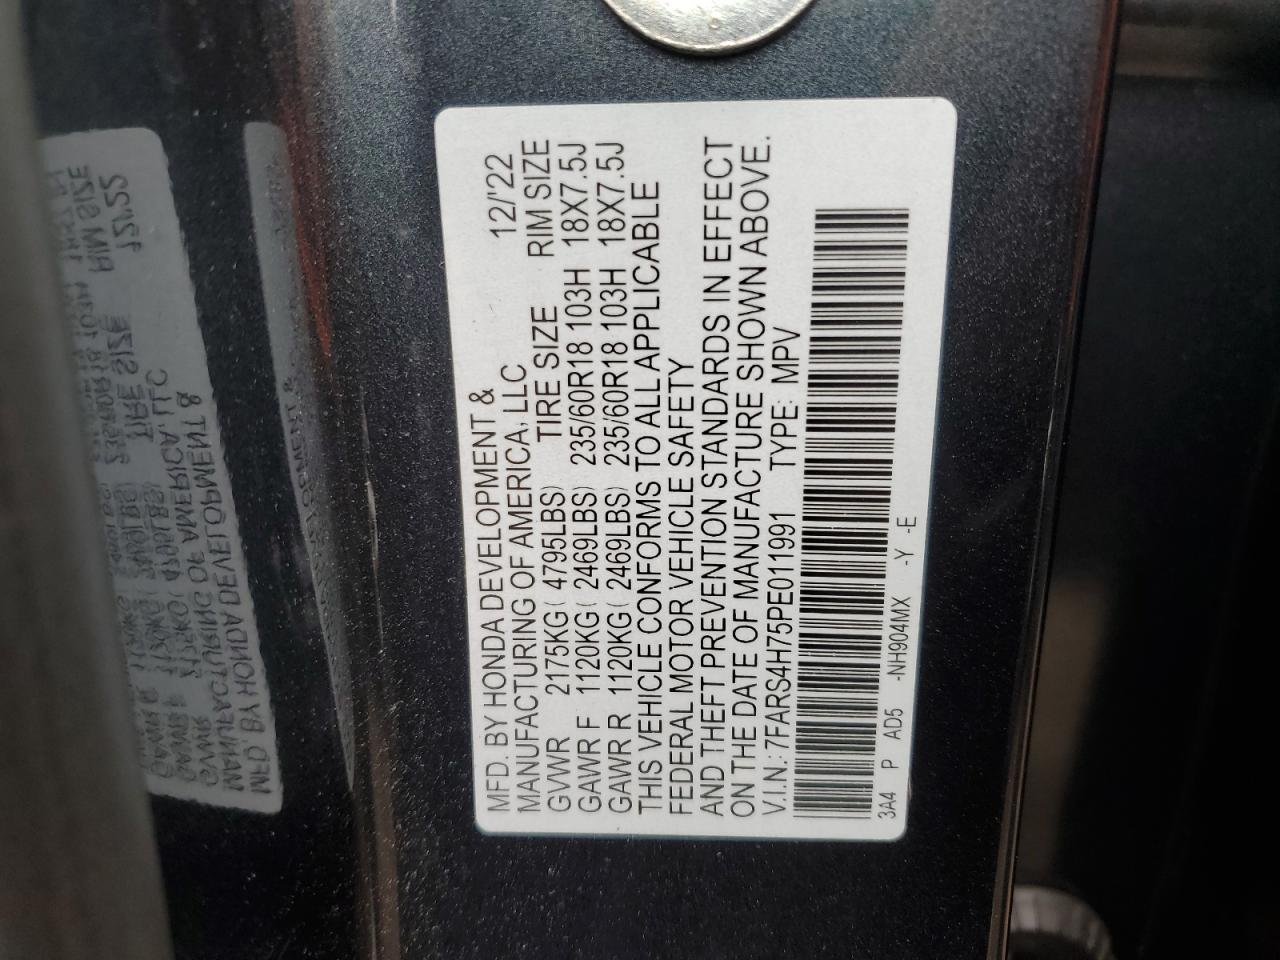 MFD. BY HONDA DEVELOPMENT &
MANUFACTURING OF AMERICA, LLC 12/'22
GVWR 2175KG( 4795LBS) TIRE SIZE RIM SIZE
GAWR F 1120KG( 2469LBS) 235/60R18 103H 18X7.5J
GAWR R 1120KG( 2469LBS) 235/60R18 103H 18X7.5J
THIS VEHICLE CONFORMS TO ALL APPLICABLE
FEDERAL MOTOR VEHICLE SAFETY
AND THEFT PREVENTION STANDARDS IN EFFECT
ON THE DATE OF MANUFACTURE SHOWN ABOVE.
V.I.N.: 7FARS4H75PE011991 TYPE: MPV
3A4 P AD5 -NH904MX -Y -E